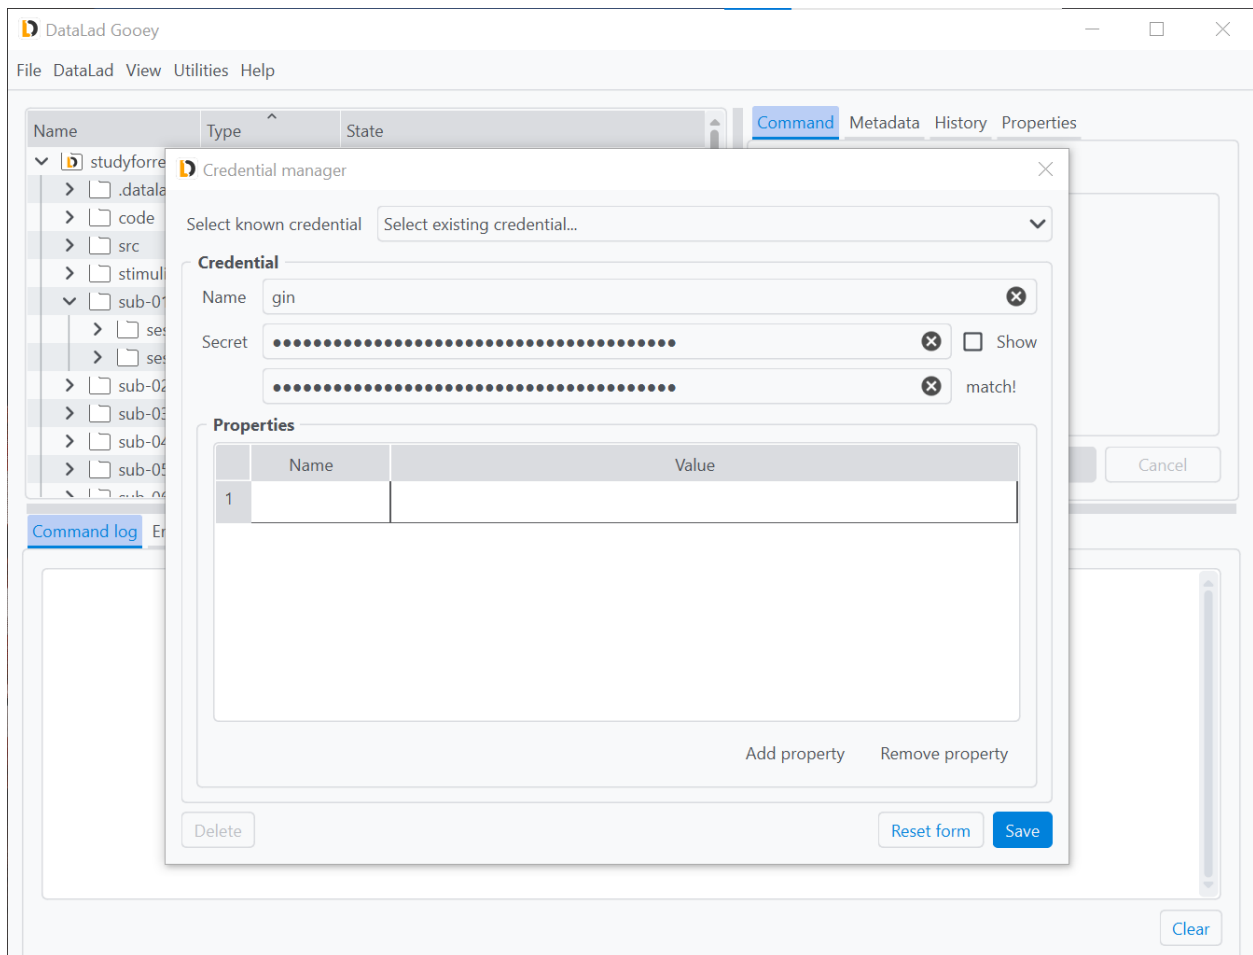 DataLad Gooey
File DataLad View Utilities Help
Name Type State
Command Metadata History Properties
studyforre
.datala
code
src
stimuli
sub-01
ses
ses
sub-02
sub-03
sub-04
sub-05
Credential manager
Select known credential Select existing credential...
Credential
Name gin
Secret ●●●●●●●●●●●●●●●●●●●●●●●●●●●●●●●●●●●●●●●● Show
●●●●●●●●●●●●●●●●●●●●●●●●●●●●●●●●●●●●●●●● match!
Properties
Name Value
1
Add property Remove property
Delete Reset form Save
Cancel
Command log Er
Clear